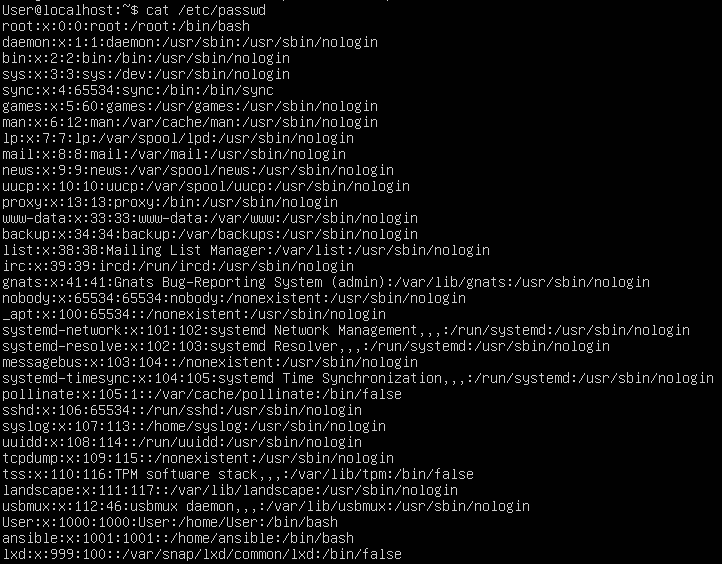 User@localhost:~$ cat /etc/passwd
root:x:0:0:root:/root:/bin/bash
daemon:x:1:1:daemon:/usr/sbin:/usr/sbin/nologin
bin:x:2:2:bin:/bin:/usr/sbin/nologin
sys:x:3:3:sys:/dev:/usr/sbin/nologin
sync:x:4:65534:sync:/bin:/bin/sync
games:x:5:60:games:/usr/games:/usr/sbin/nologin
man:x:6:12:man:/var/cache/man:/usr/sbin/nologin
lp:x:7:7:lp:/var/spool/lpd:/usr/sbin/nologin
mail:x:8:8:mail:/var/mail:/usr/sbin/nologin
news:x:9:9:news:/var/spool/news:/usr/sbin/nologin
uucp:x:10:10:uucp:/var/spool/uucp:/usr/sbin/nologin
proxy:x:13:13:proxy:/bin:/usr/sbin/nologin
www-data:x:33:33:www-data:/var/www:/usr/sbin/nologin
backup:x:34:34:backup:/var/backups:/usr/sbin/nologin
list:x:38:38:Mailing List Manager:/var/list:/usr/sbin/nologin
irc:x:39:39:ircd:/run/ircd:/usr/sbin/nologin
gnats:x:41:41:Gnats Bug-Reporting System (admin):/var/lib/gnats:/usr/sbin/nologin
nobody:x:65534:65534:nobody:/nonexistent:/usr/sbin/nologin
_apt:x:100:65534::/nonexistent:/usr/sbin/nologin
systemd-network:x:101:102:systemd Network Management,,,:/run/systemd:/usr/sbin/nologin
systemd-resolve:x:102:103:systemd Resolver,,,:/run/systemd:/usr/sbin/nologin
messagebus:x:103:104::/nonexistent:/usr/sbin/nologin
systemd-timesync:x:104:105:systemd Time Synchronization,,,:/run/systemd:/usr/sbin/nologin
pollinate:x:105:1::/var/cache/pollinate:/bin/false
sshd:x:106:65534::/run/sshd:/usr/sbin/nologin
syslog:x:107:113::/home/syslog:/usr/sbin/nologin
uuidd:x:108:114::/run/uuidd:/usr/sbin/nologin
tcpdump:x:109:115::/nonexistent:/usr/sbin/nologin
tss:x:110:116:TPM software stack,,,:/var/lib/tpm:/bin/false
landscape:x:111:117::/var/lib/landscape:/usr/sbin/nologin
usbmux:x:112:46:usbmux daemon,,,:/var/lib/usbmux:/usr/sbin/nologin
User:x:1000:1000:User:/home/User:/bin/bash
ansible:x:1001:1001::/home/ansible:/bin/bash
lxd:x:999:100::/var/snap/lxd/common/lxd:/bin/false